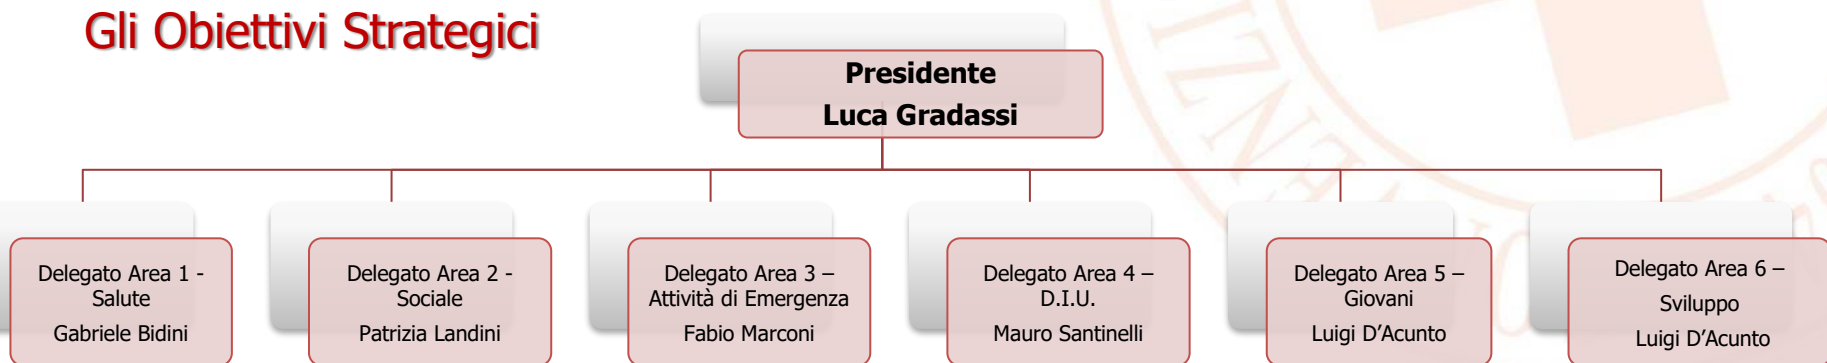 Gli Obiettivi Strategici
Presidente
Luca Gradassi
Delegato Area 1 -
Salute
Gabriele Bidini
Delegato Area 2 -
Sociale
Patrizia Landini
Delegato Area 3 –
Attività di Emergenza
Fabio Marconi
Delegato Area 4 –
D.I.U.
Mauro Santinelli
Delegato Area 5 –
Giovani
Luigi D’Acunto
Delegato Area 6 –
Sviluppo
Luigi D’Acunto